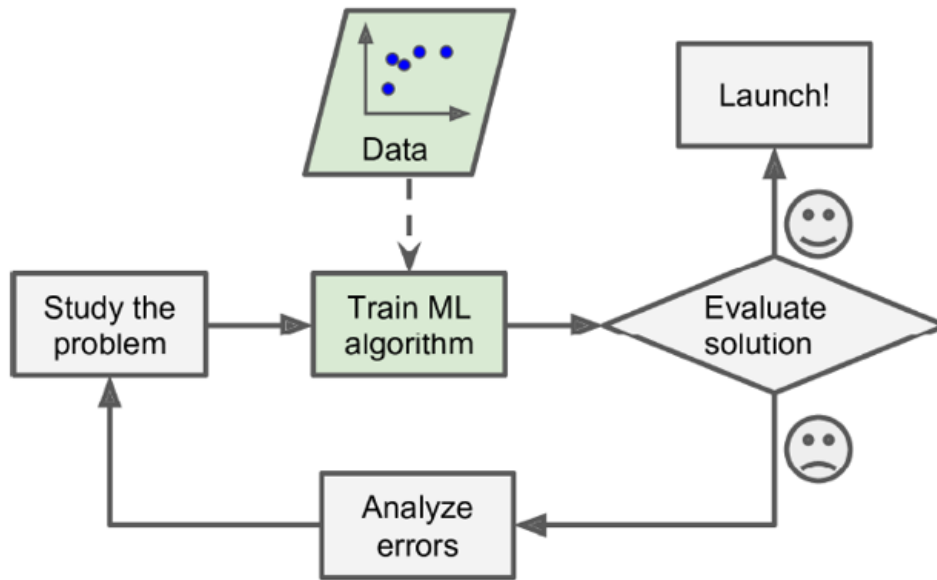 Data
Launch!
Study the
problem
Train ML
algorithm
Evaluate
solution
Analyze
errors